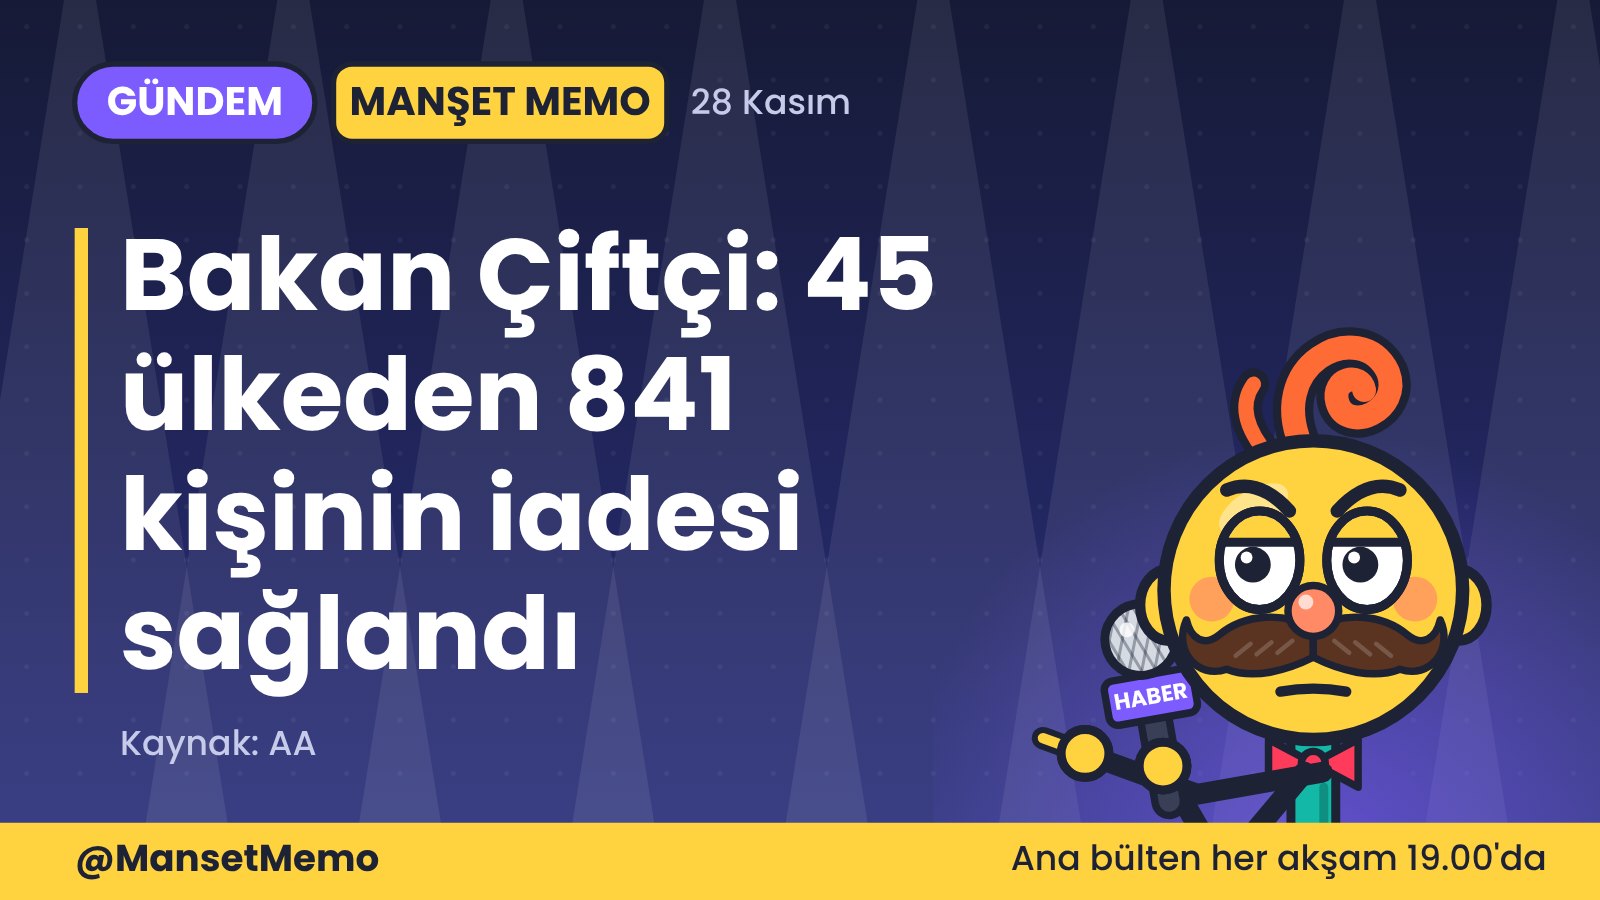 GÜNDEM MANŞET MEMO 28 Kasım
Bakan Çiftçi: 45
ülkeden 841
kişinin iadesi
sağlandı
Kaynak: AA
HABER
@MansetMemo Ana bülten her akşam 19.00'da